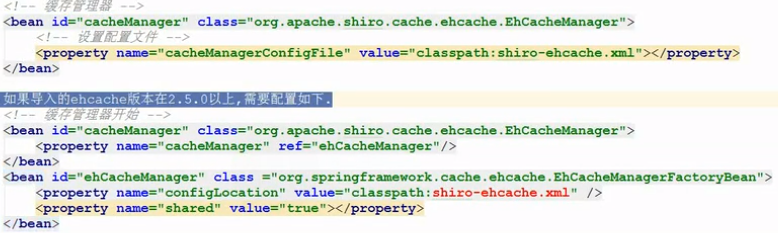 <!-- 缓存管理器 -->
<bean id="cacheManager" class="org.apache.shiro.cache.ehcache.EhCacheManager">
<!-- 设置配置文件 -->
<property name="cacheManagerConfigFile" value="classpath:shiro-ehcache.xml"></property>
</bean>
如果导入的ehcache版本在2.5.0以上,需要配置如下.
<!-- 缓存管理器开始 -->
<bean id="cacheManager" class="org.apache.shiro.cache.ehcache.EhCacheManager">
<property name="cacheManager" ref="ehCacheManager"/>
</bean>
<bean id="ehCacheManager" class ="org.springframework.cache.ehcache.EhCacheManagerFactoryBean">
<property name="configLocation" value="classpath:shiro-ehcache.xml" />
<property name="shared" value="true"></property>
</bean>